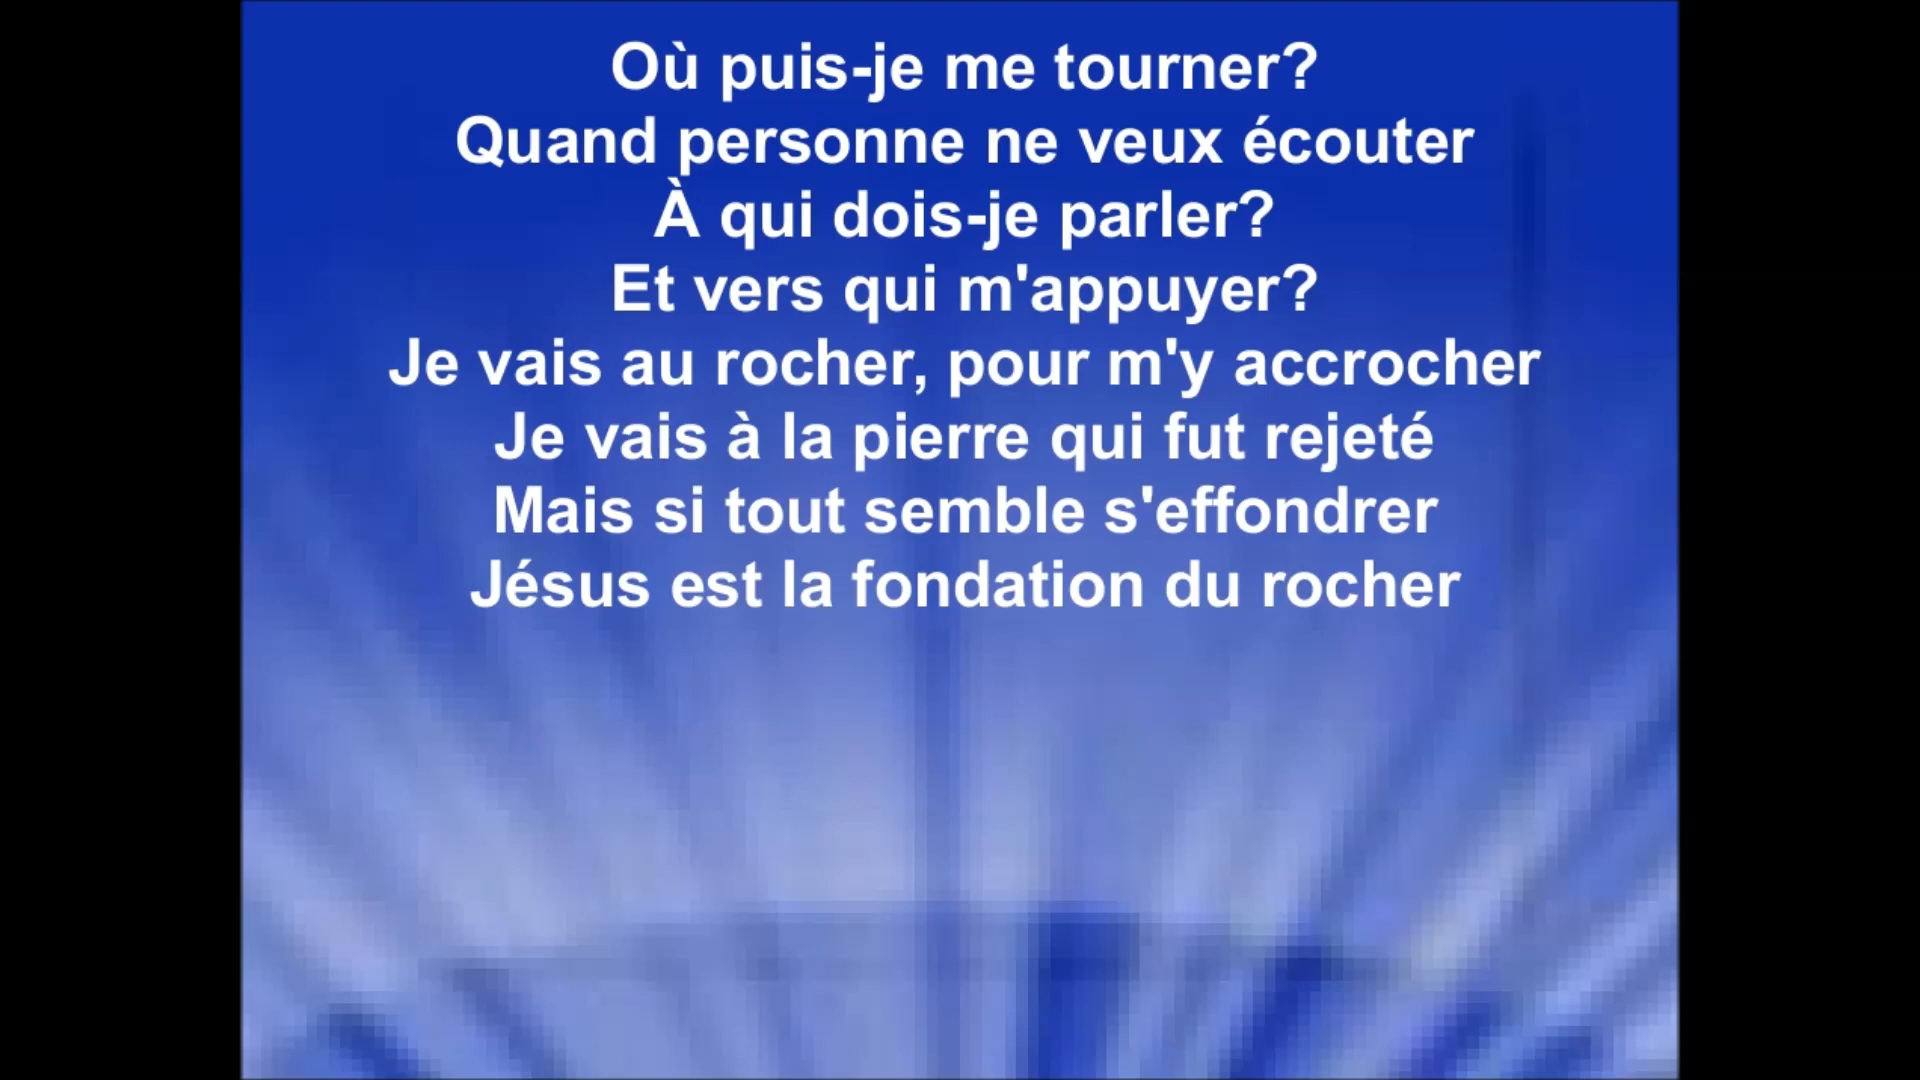 Où puis-je me tourner?
Quand personne ne veux écouter
À qui dois-je parler?
Et vers qui m'appuyer?
Je vais au rocher, pour m'y accrocher
Je vais à la pierre qui fut rejeté
Mais si tout semble s'effondrer
Jésus est la fondation du rocher